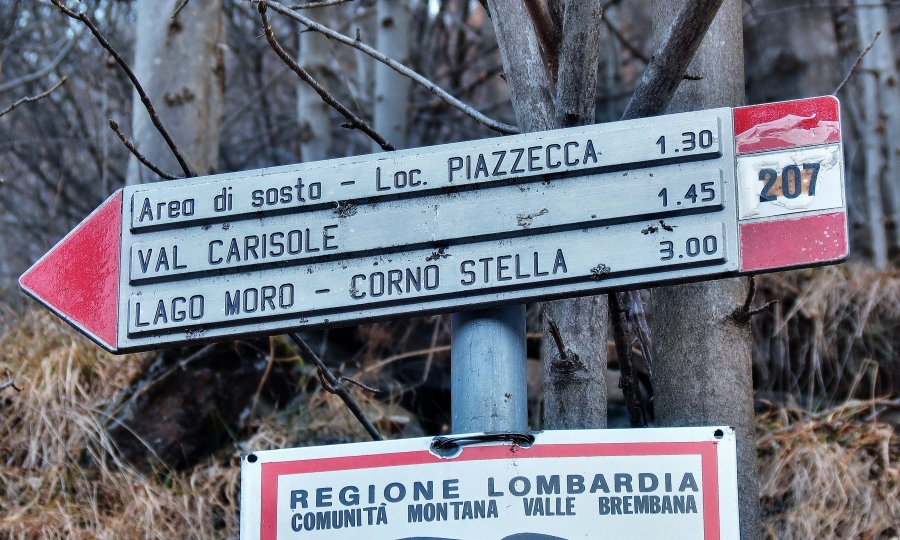 Area di sosta - Loc. PIAZZECCA 1.30
VAL CARISOLE 1.45
LAGO MORO - CORNO STELLA 3.00
207
REGIONE LOMBARDIA
COMUNITÀ MONTANA VALLE BREMBANA